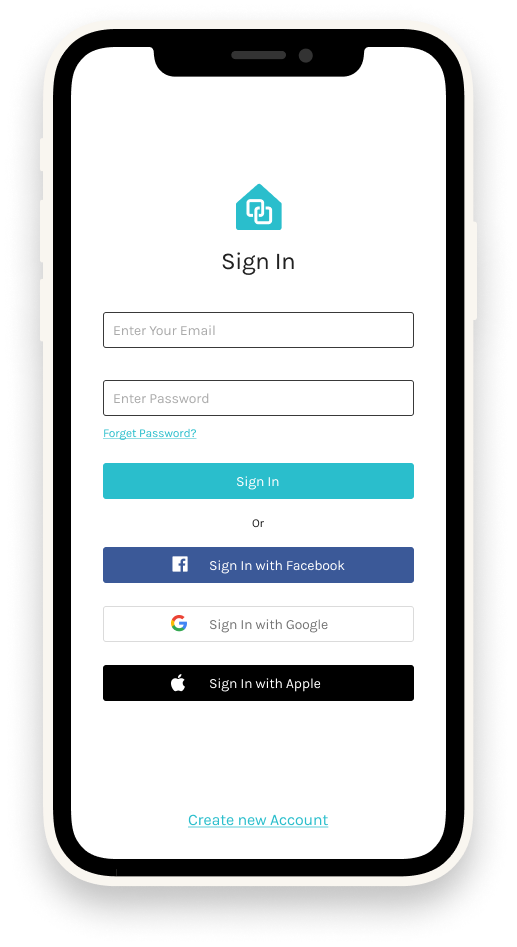 Sign In
Enter Your Email
Enter Password
Forget Password?
Sign In
Or
Sign In with Facebook
Sign In with Google
Sign In with Apple
Create new Account